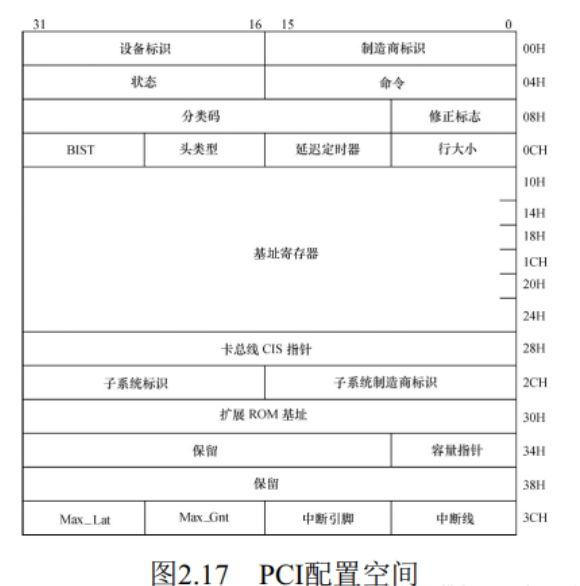 31 16 15 0
设备标识 制造商标识 00H
状态 命令 04H
分类码 修正标志 08H
BIST 头类型 延迟定时器 行大小 0CH
10H
14H
18H
基址寄存器
1CH
20H
24H
卡总线 CIS 指针 28H
子系统标识 子系统制造商标识 2CH
扩展 ROM 基址 30H
保留 容量指针 34H
保留 38H
Max_Lat Max_Gnt 中断引脚 中断线 3CH
图2.17 PCI配置空间